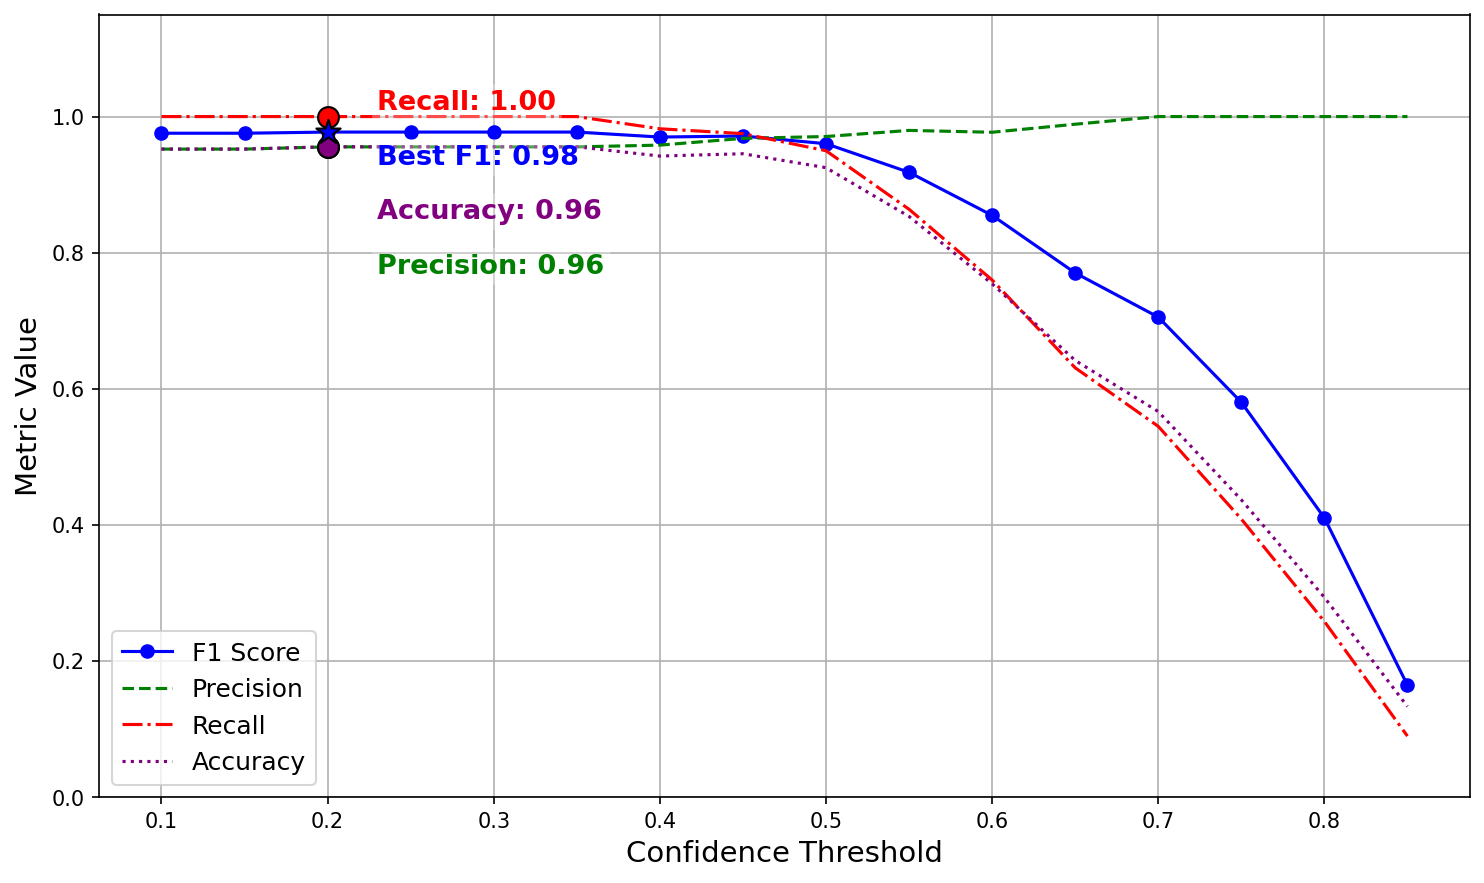 Recall: 1.00
Best F1: 0.98
Accuracy: 0.96
Precision: 0.96
Metric Value
1.0
0.8
0.6
0.4
0.2
0.0
F1 Score
Precision
Recall
Accuracy
0.1 0.2 0.3 0.4 0.5 0.6 0.7 0.8
Confidence Threshold